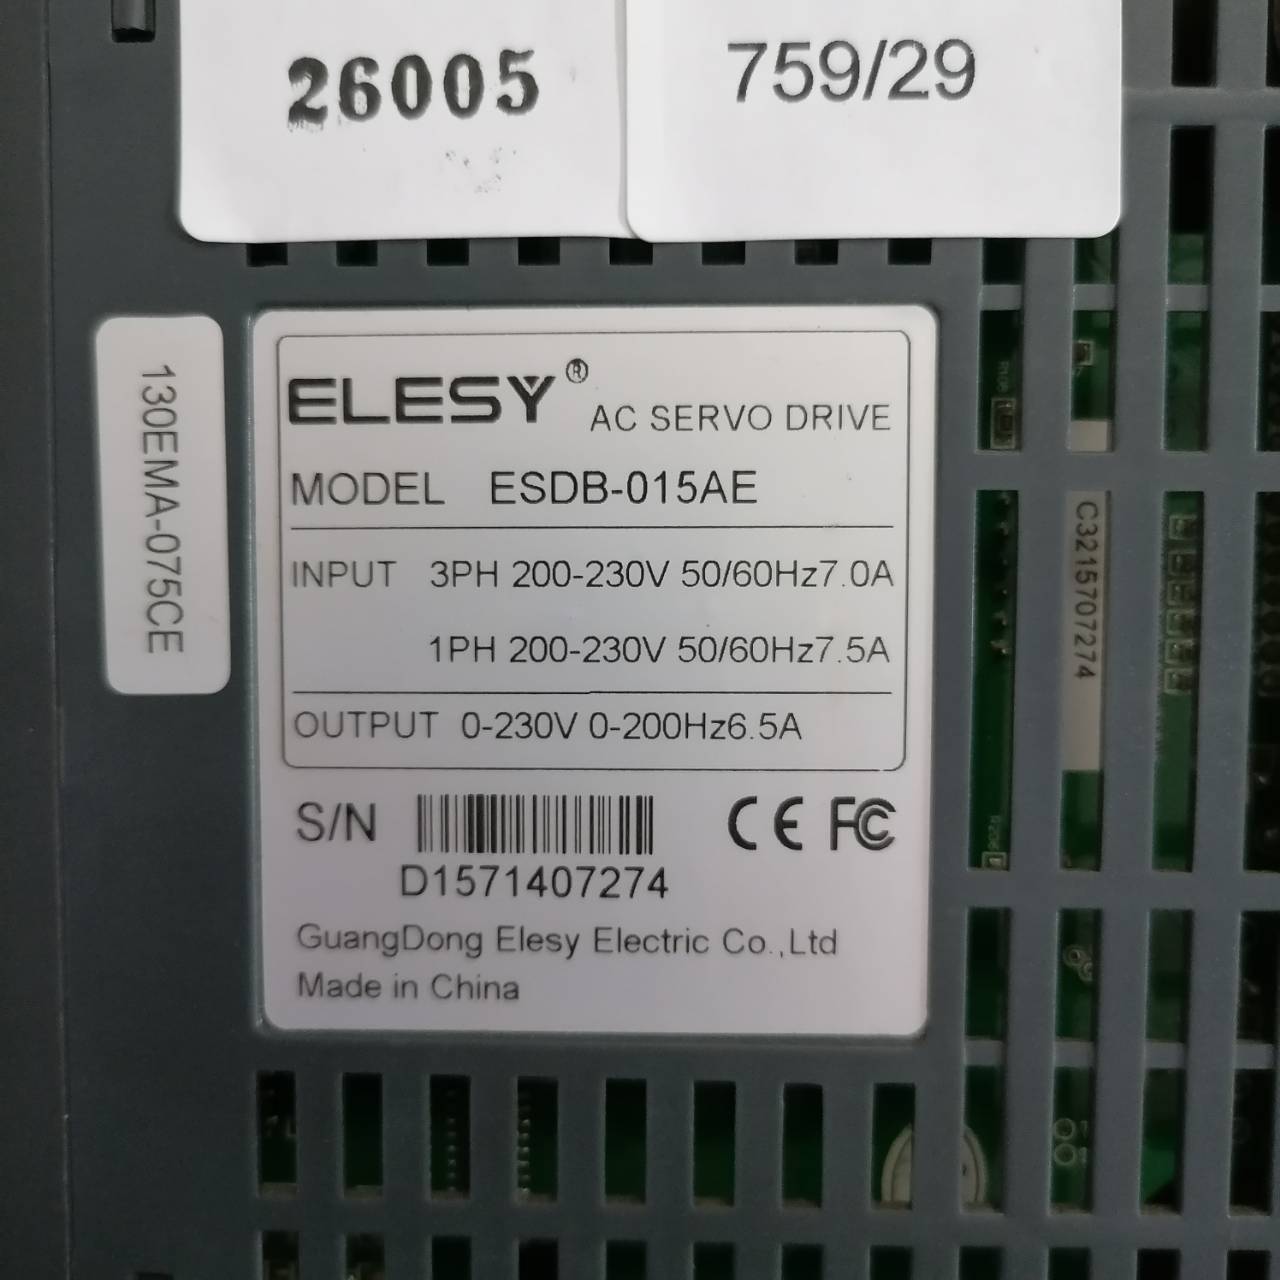 26005
759/29
130EMA-075CE
ELESY® AC SERVO DRIVE
MODEL ESDB-015AE
INPUT 3PH 200-230V 50/60Hz7.0A
1PH 200-230V 50/60Hz7.5A
OUTPUT 0-230V 0-200Hz6.5A
S/N
CE FC
D1571407274
GuangDong Elesy Electric Co.,Ltd
Made in China
C3215707274